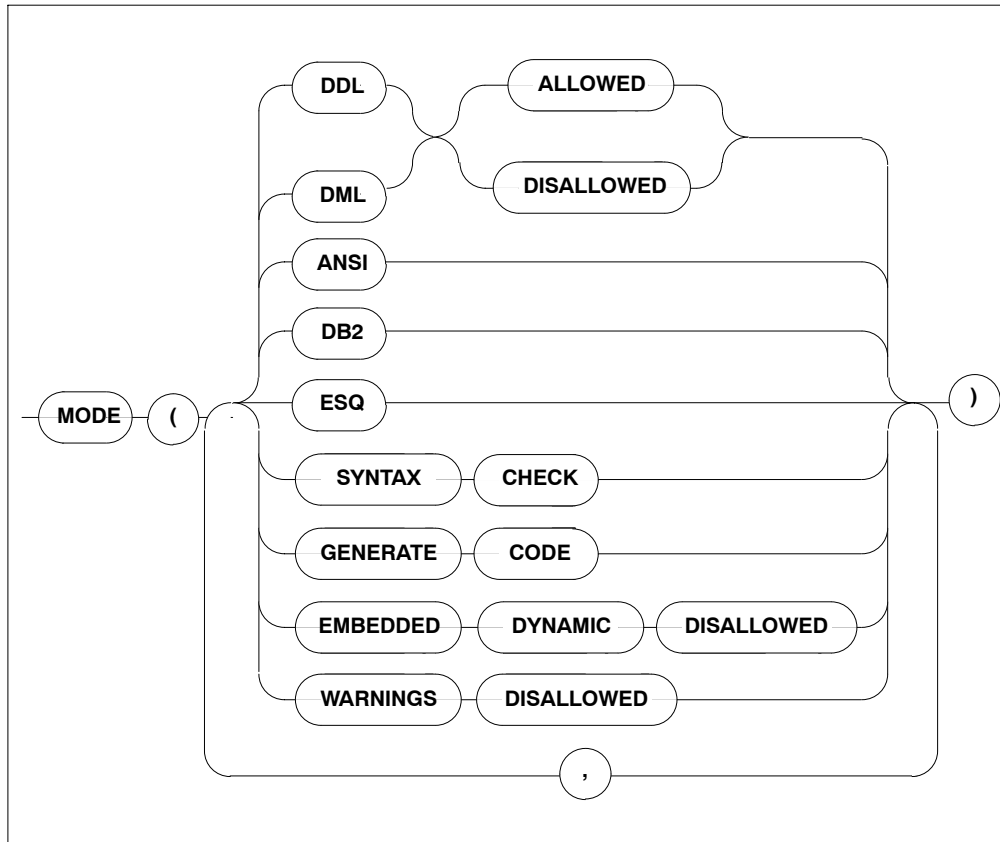 DDL ALLOWED
DML DISALLOWED
ANSI
DB2
MODE ( ESQ )
SYNTAX CHECK
GENERATE CODE
EMBEDDED DYNAMIC DISALLOWED
WARNINGS DISALLOWED
,